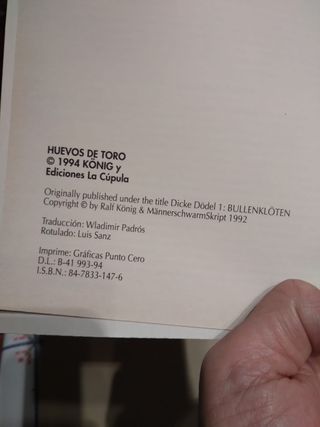 HUEVOS DE TORO
© 1994 KÖNIG y
Ediciones La Cúpula
Originally published under the title Dicke Dödel 1: BULLENKLÖTEN
Copyright © by Ralf König & MännerschwarmSkript 1992
Traducción: Wladimir Padrós
Rotulado: Luis Sanz
Imprime: Gráficas Punto Cero
D.L.: B-41 993-94
I.S.B.N.: 84-7833-147-6